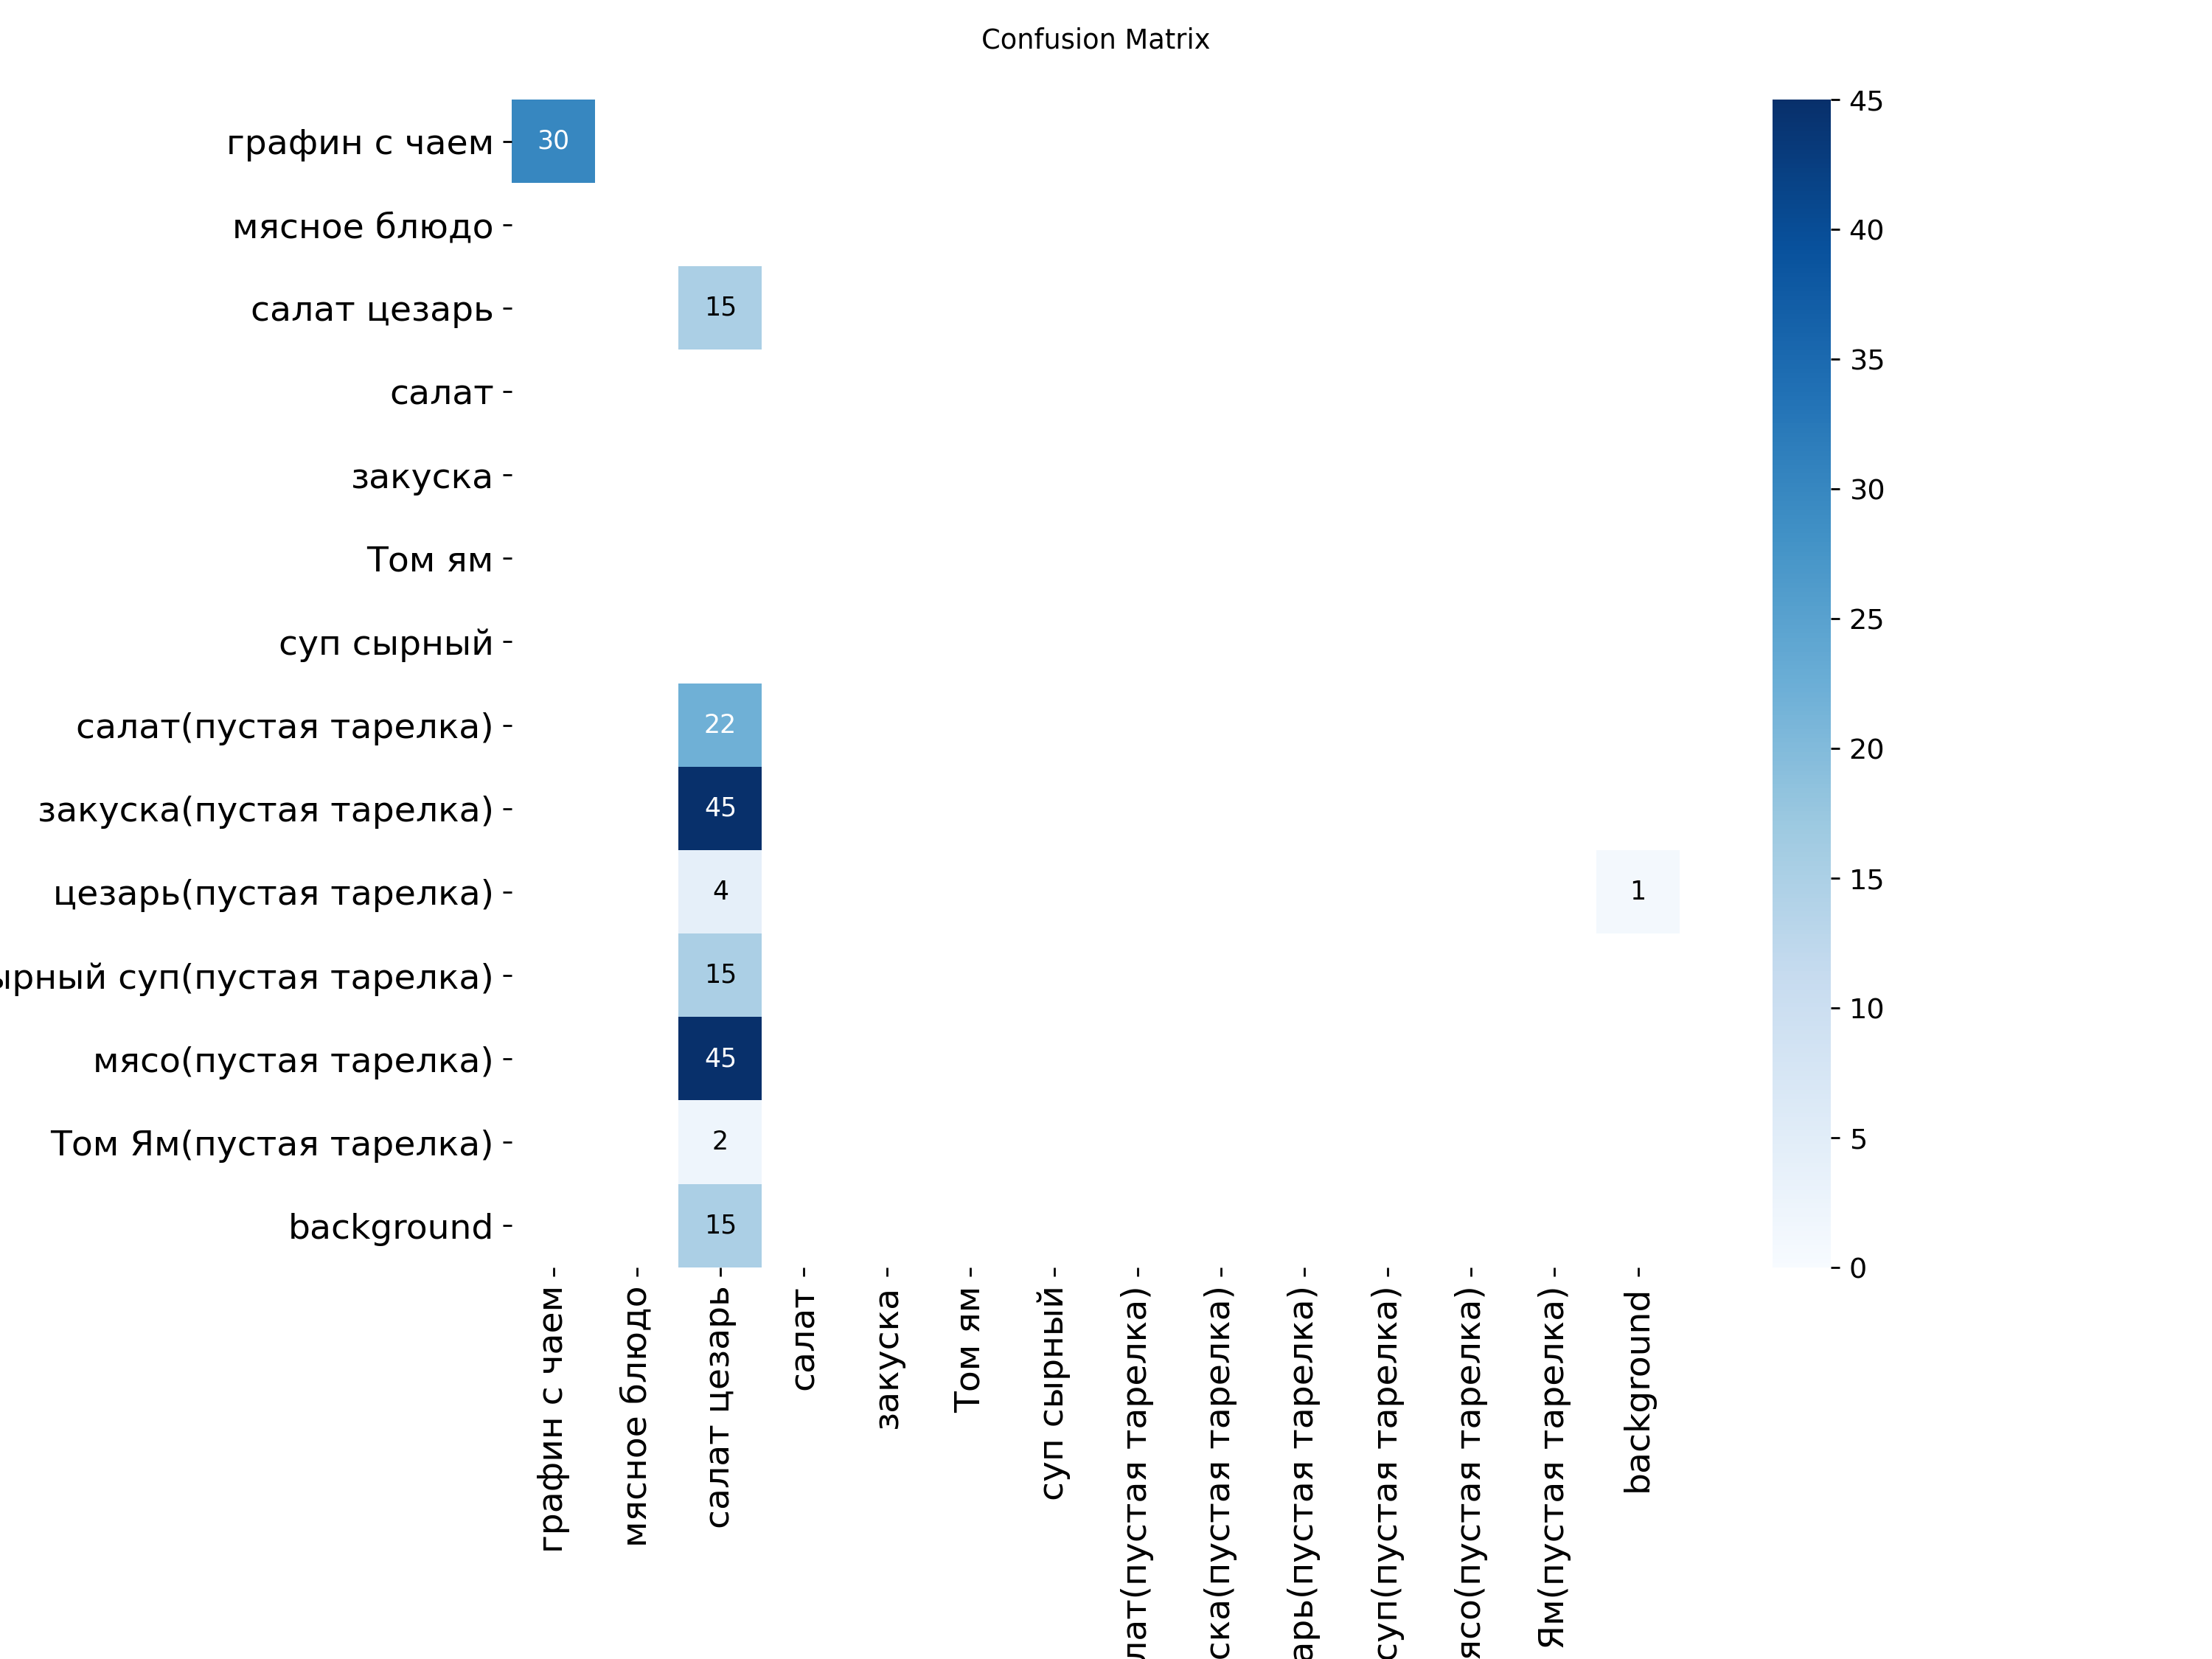 Confusion Matrix
графин с чаем
30
мясное блюдо
салат цезарь
15
салат
закуска
Том ям
суп сырный
салат(пустая тарелка)
22
закуска(пустая тарелка)
45
цезарь(пустая тарелка)
4
1
ырный суп(пустая тарелка)
15
мясо(пустая тарелка)
45
Том Ям(пустая тарелка)
2
background
15
графин с чаем
мясное блюдо
салат цезарь
салат
закуска
Том ям
суп сырный
лат(пустая тарелка)
ска(пустая тарелка)
арь(пустая тарелка)
суп(пустая тарелка)
ясо(пустая тарелка)
Ям(пустая тарелка)
background
45
40
35
30
25
20
15
10
5
0